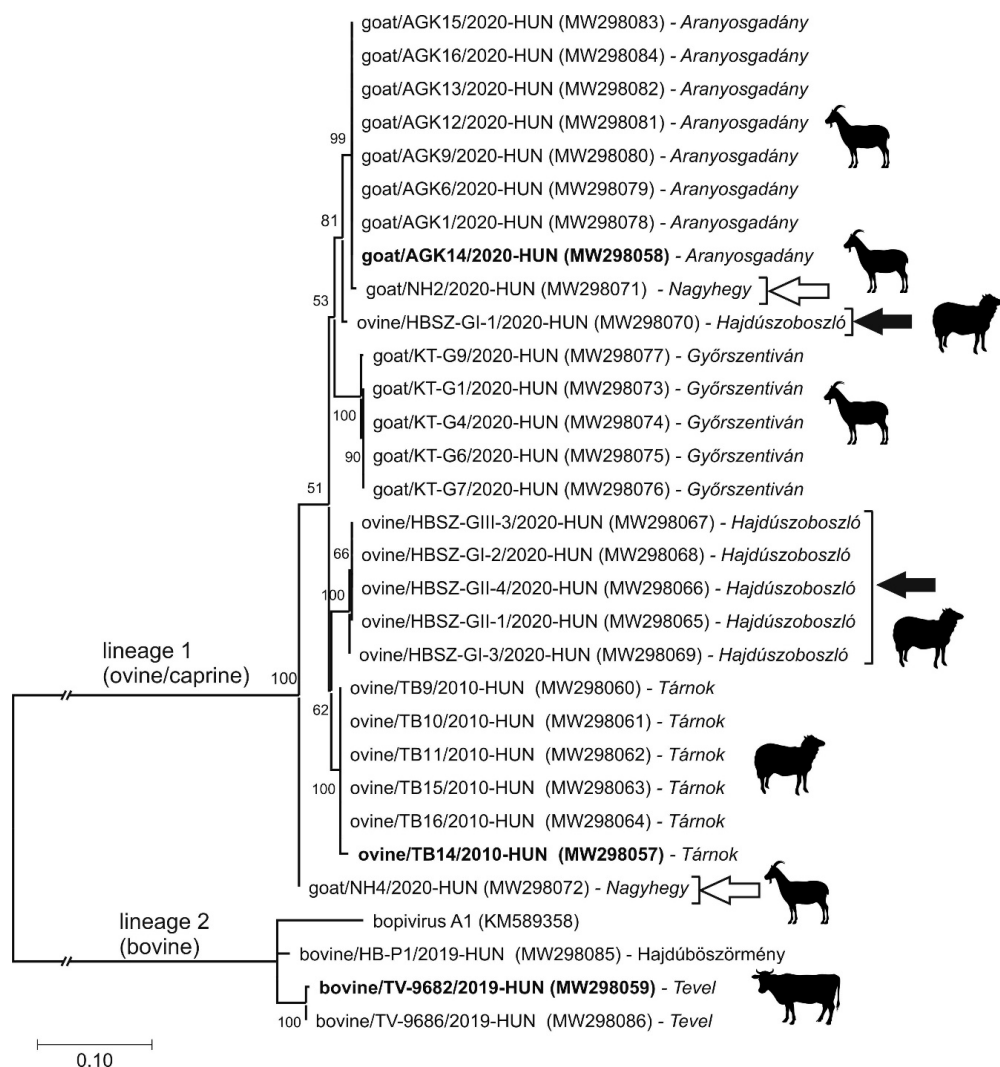 goat/AGK15/2020-HUN (MW298083) - Aranyosgadány
goat/AGK16/2020-HUN (MW298084) - Aranyosgadány
goat/AGK13/2020-HUN (MW298082) - Aranyosgadány
goat/AGK12/2020-HUN (MW298081) - Aranyosgadány
99
goat/AGK9/2020-HUN (MW298080) - Aranyosgadány
goat/AGK6/2020-HUN (MW298079) - Aranyosgadány
81
goat/AGK1/2020-HUN (MW298078) - Aranyosgadány
goat/AGK14/2020-HUN (MW298058) - Aranyosgadány
goat/NH2/2020-HUN (MW298071) - Nagyhegy
53
ovine/HBSZ-GI-1/2020-HUN (MW298070) - Hajdúszoboszló
goat/KT-G9/2020-HUN (MW298077) - Győrszentiván
goat/KT-G1/2020-HUN (MW298073) - Győrszentiván
100
goat/KT-G4/2020-HUN (MW298074) - Győrszentiván
90
goat/KT-G6/2020-HUN (MW298075) - Győrszentiván
goat/KT-G7/2020-HUN (MW298076) - Győrszentiván
51
ovine/HBSZ-GIII-3/2020-HUN (MW298067) - Hajdúszoboszló
66
ovine/HBSZ-GI-2/2020-HUN (MW298068) - Hajdúszoboszló
100
ovine/HBSZ-GII-4/2020-HUN (MW298066) - Hajdúszoboszló
ovine/HBSZ-GII-1/2020-HUN (MW298065) - Hajdúszoboszló
ovine/HBSZ-GI-3/2020-HUN (MW298069) - Hajdúszoboszló
lineage 1
(ovine/caprine)
100
ovine/TB9/2010-HUN (MW298060) - Tárnok
62
ovine/TB10/2010-HUN (MW298061) - Tárnok
ovine/TB11/2010-HUN (MW298062) - Tárnok
100
ovine/TB15/2010-HUN (MW298063) - Tárnok
ovine/TB16/2010-HUN (MW298064) - Tárnok
ovine/TB14/2010-HUN (MW298057) - Tárnok
goat/NH4/2020-HUN (MW298072) - Nagyhegy
lineage 2
(bovine)
bopivirus A1 (KM589358)
bovine/HB-P1/2019-HUN (MW298085) - Hajdúböszörmény
bovine/TV-9682/2019-HUN (MW298059) - Tevel
100
bovine/TV-9686/2019-HUN (MW298086) - Tevel
0.10